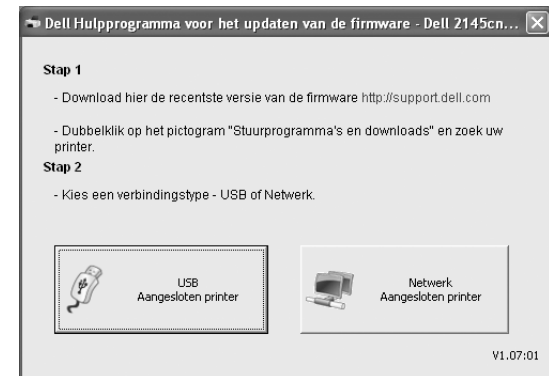 Dell Hulpprogramma voor het updaten van de firmware - Dell 2145cn...
Stap 1
- Download hier de recentste versie van de firmware http://support.dell.com
- Dubbelklik op het pictogram "Stuurprogramma's en downloads" en zoek uw
printer.
Stap 2
- Kies een verbindingstype - USB of Netwerk.
USB
Aangesloten printer
Netwerk
Aangesloten printer
V1.07:01